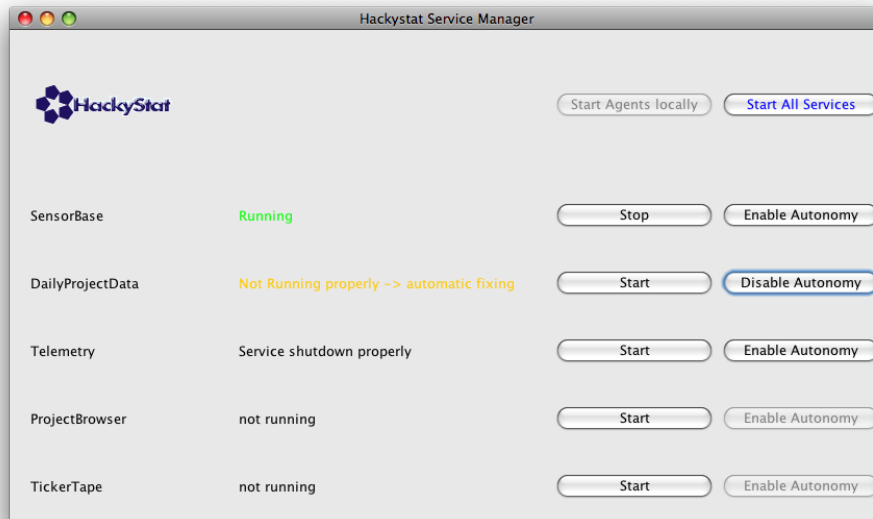 Hackystat Service Manager
HackyStat
Start Agents locally Start All Services
SensorBase Running Stop Enable Autonomy
DailyProjectData Not Running properly -> automatic fixing Start Disable Autonomy
Telemetry Service shutdown properly Start Enable Autonomy
ProjectBrowser not running Start Enable Autonomy
TickerTape not running Start Enable Autonomy